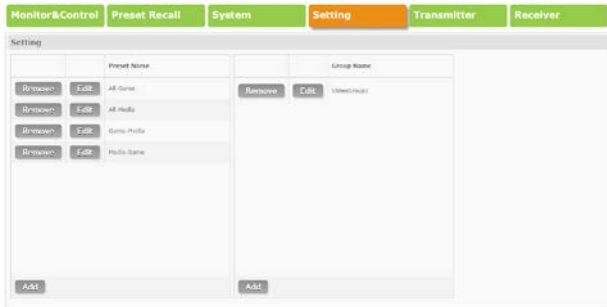 Monitor&Control Preset Recall System Setting Transmitter Receiver
Setting
Preset Name Group Name
Remove Edit All-Game Remove Edit VideoGroup1
Remove Edit All-Media
Remove Edit Game-Media
Remove Edit Media-Game
Add Add